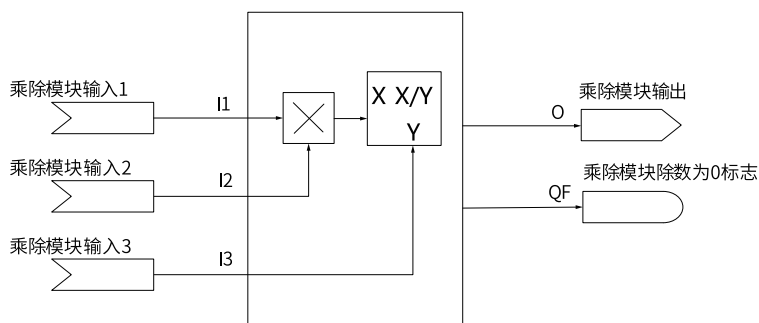 乘除模块输入1
I1
X X/Y
Y
乘除模块输出
O
乘除模块输入2
I2
乘除模块除数为0标志
QF
乘除模块输入3
I3